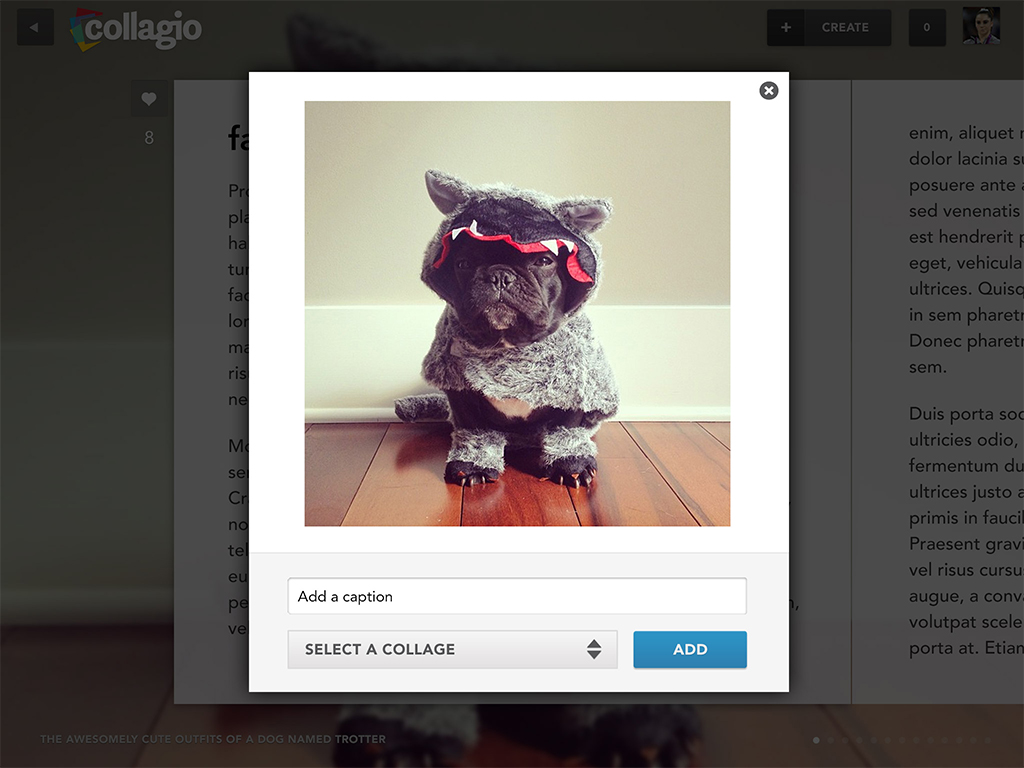 collagio
+ CREATE
0
8
fa
Pro
pla
ha
tur
fac
lor
ma
risu
ne
Mo
ser
Cr
no
tel
eu
pe
vel
enim, aliquet
dolor lacinia
posuere ante
sed venenatis
est hendrerit
eget, vehicula
ultrices. Quisq
in sem pharetr
Donec pharetr
sem.
Duis porta soc
ultricies odio,
fermentum du
ultrices justo a
primis in fauci
Praesent gravi
vel risus cursu
augue, a conva
volutpat scele
porta at. Etian
Add a caption
SELECT A COLLAGE
ADD
THE AWESOMELY CUTE OUTFITS OF A DOG NAMED TROTTER